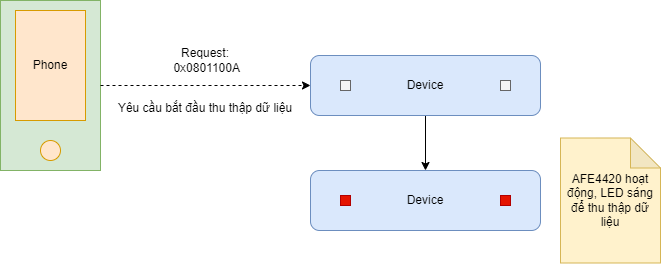 Phone
Request:
0x0801100A
Yêu cầu bắt đầu thu thập dữ liệu
Device
Device
AFE4420 hoạt
động, LED sáng
để thu thập dữ
liệu